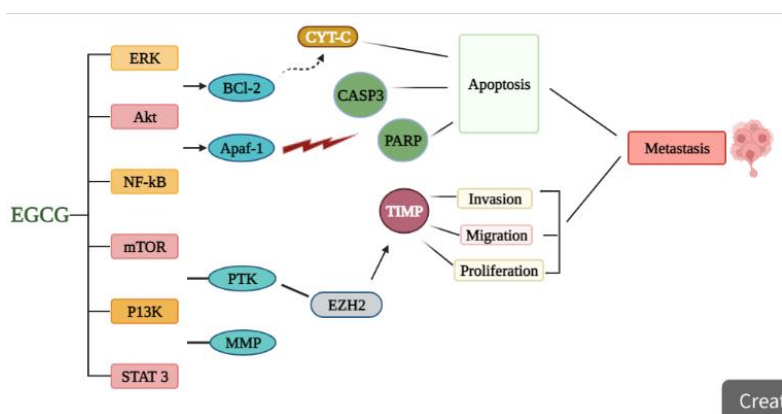 EGCG
ERK
Akt
NF-kB
mTOR
P13K
STAT 3
BCl-2
Apaf-1
PTK
MMP
CYT-C
CASP3
PARP
EZH2
TIMP
Apoptosis
Invasion
Migration
Proliferation
Metastasis